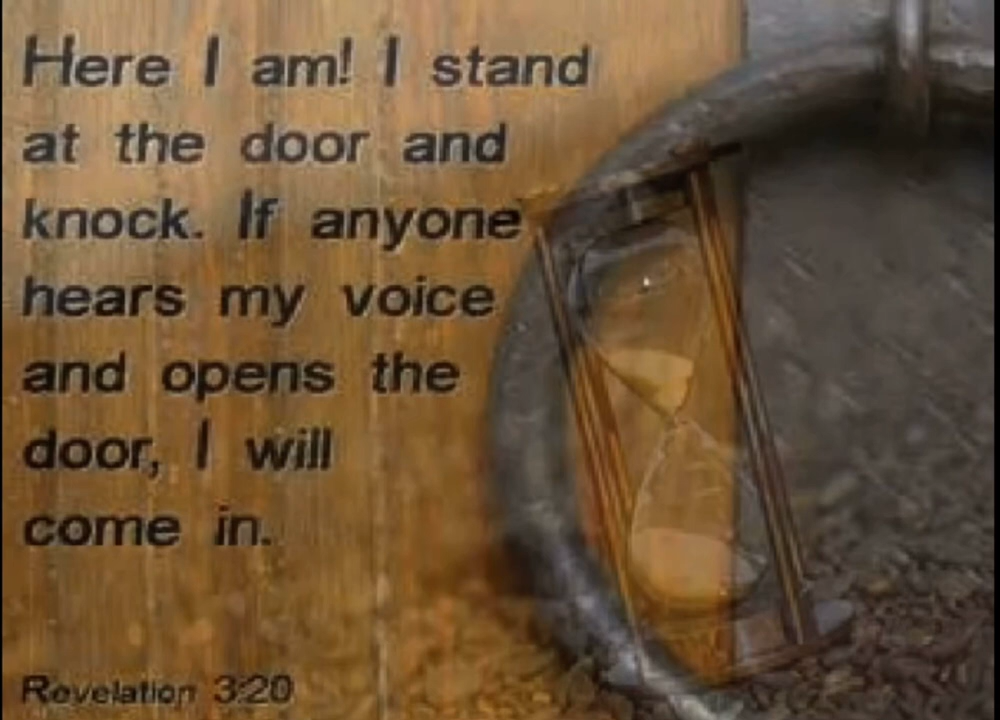 Here I am! I stand
at the door and
knock. If anyone
hears my voice
and opens the
door, I will
come in.
Revelation 3:20